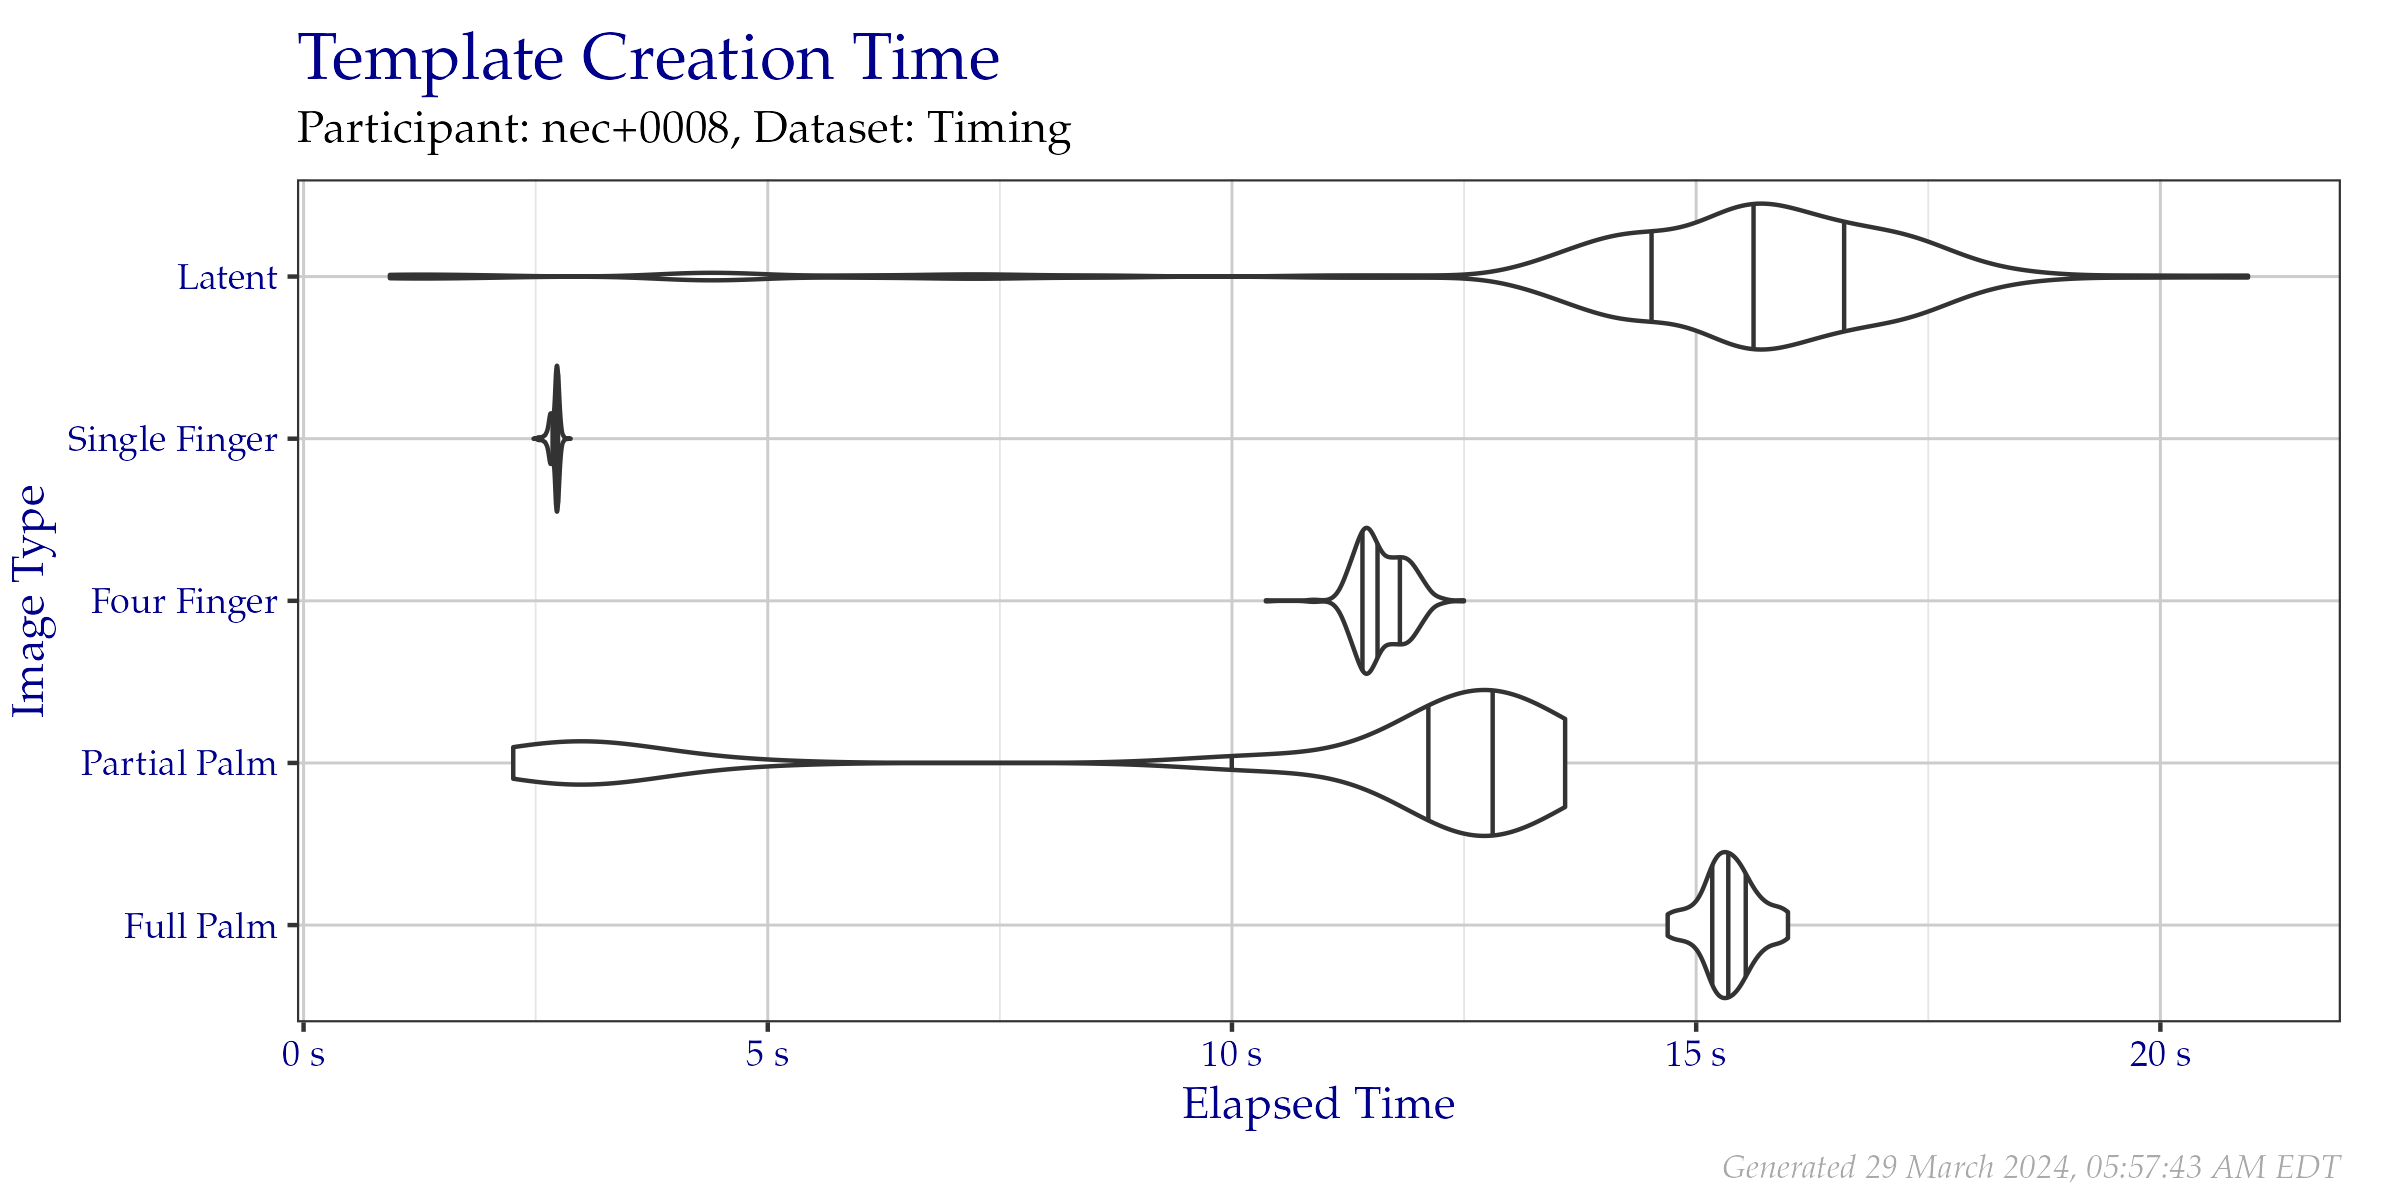 Template Creation Time
Participant: nec+0008, Dataset: Timing
Image Type
Latent
Single Finger
Four Finger
Partial Palm
Full Palm
0 s 5 s 10 s 15 s 20 s
Elapsed Time
Generated 29 March 2024, 05:57:43 AM EDT